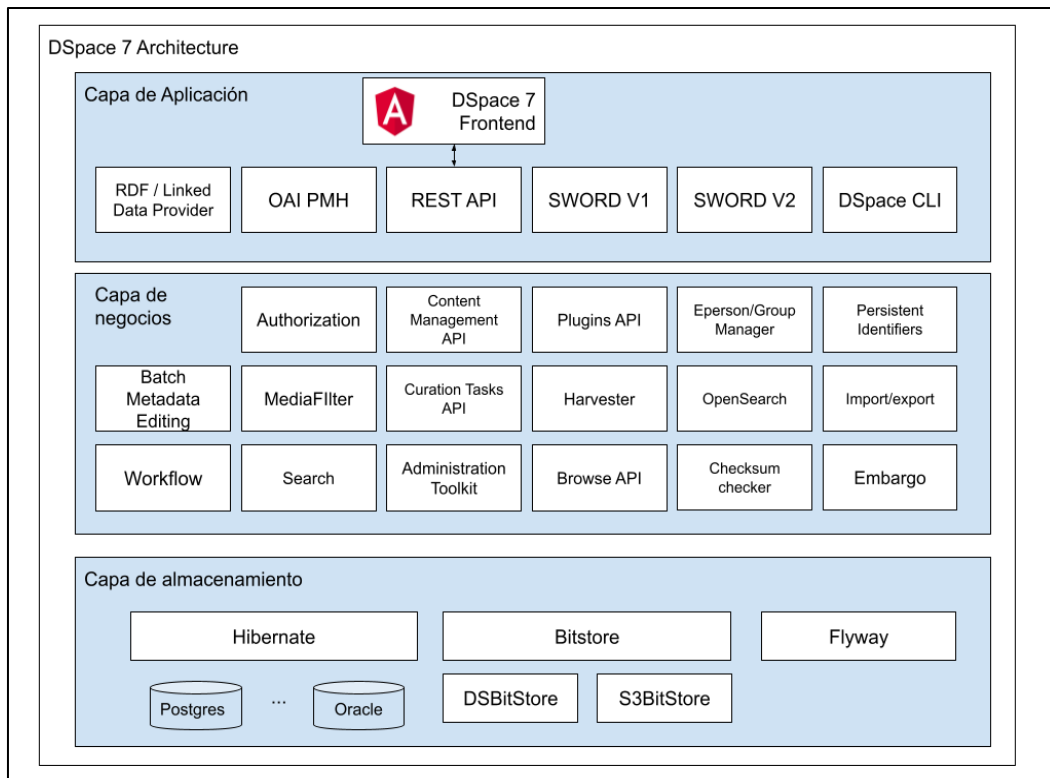 DSpace 7 Architecture
Capa de Aplicación
DSpace 7
Frontend
RDF / Linked
Data Provider
OAI PMH
REST API
SWORD V1
SWORD V2
DSpace CLI
Capa de
negocios
Authorization
Content
Management
API
Plugins API
Eperson/Group
Manager
Persistent
Identifiers
Batch
Metadata
Editing
MediaFIlter
Curation Tasks
API
Harvester
OpenSearch
Import/export
Workflow
Search
Administration
Toolkit
Browse API
Checksum
checker
Embargo
Capa de almacenamiento
Hibernate
Bitstore
Flyway
Postgres
...
Oracle
DSBitStore
S3BitStore